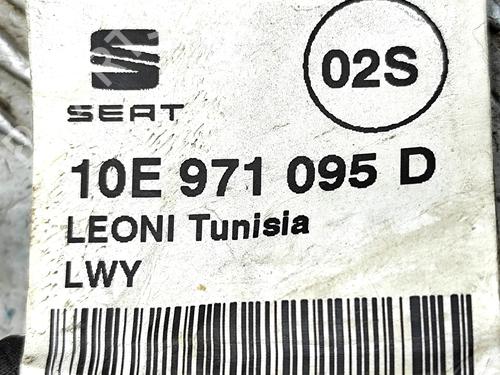 SEAT
02S
10E 971 095 D
LEONI Tunisia
LWY